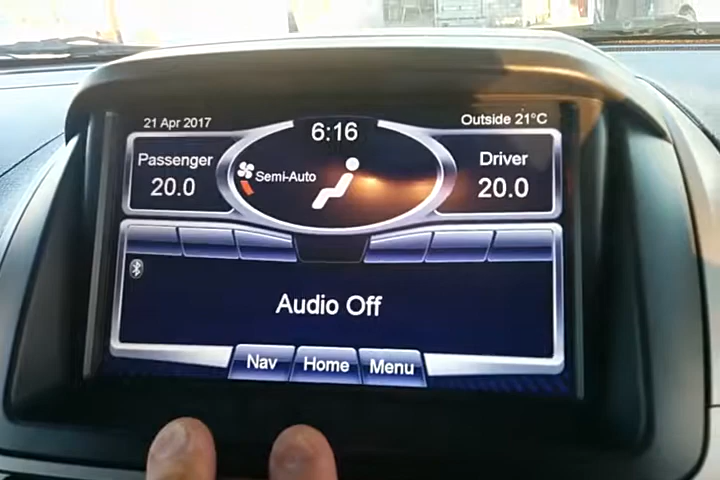 21 Apr 2017
6:16
Outside 21°C
Passenger
20.0
Semi-Auto
Driver
20.0
Audio Off
Nav
Home
Menu